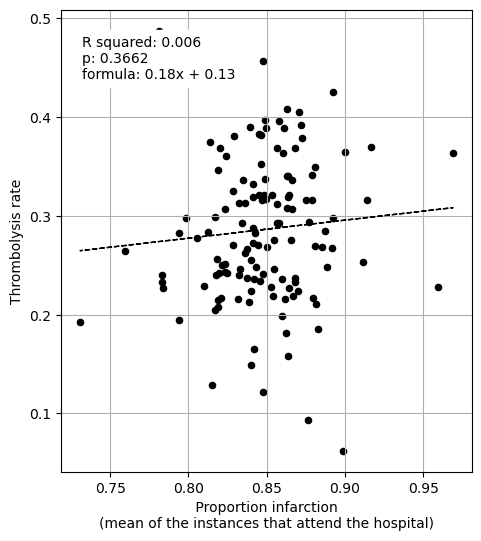 R squared: 0.006
p: 0.3662
formula: 0.18x + 0.13
0.5
0.4
0.3
0.2
0.1
Thrombolysis rate
0.75 0.80 0.85 0.90 0.95
Proportion infarction
(mean of the instances that attend the hospital)